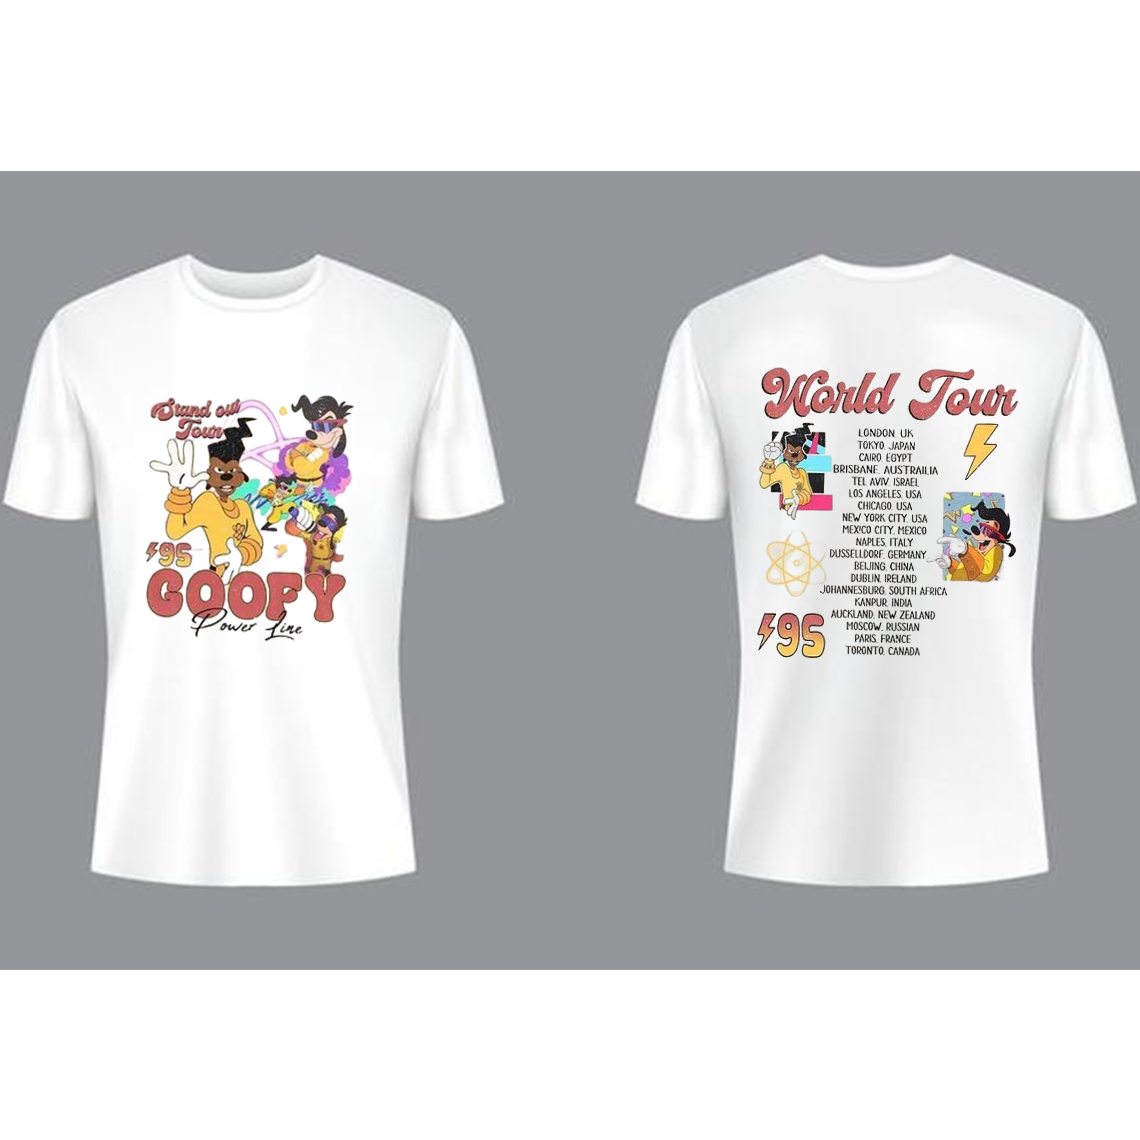 Stand out
Tour
95
GOOFY
Power Line
World Tour
LONDON, UK
TOKYO, JAPAN
CAIRO, EGYPT
BRISBANE, AUSTRAILIA
TEL AVIV, ISRAEL
LOS ANGELES, USA
CHICAGO, USA
NEW YORK CITY, USA
MEXICO CITY, MEXICO
NAPLES, ITALY
DUSSELLDORF, GERMANY
BEIJING, CHINA
DUBLIN, IRELAND
JOHANNESBURG, SOUTH AFRICA
KANPUR, INDIA
AUCKLAND, NEW ZEALAND
MOSCOW, RUSSIAN
PARIS, FRANCE
TORONTO, CANADA
95